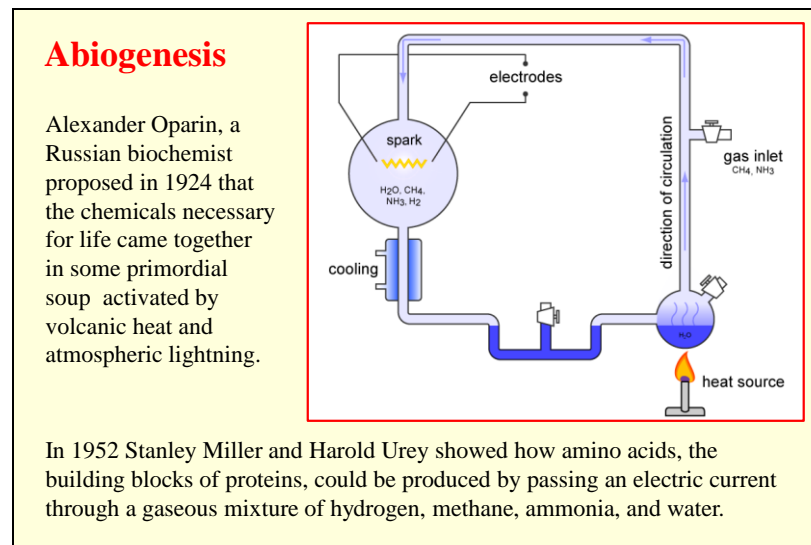 Abiogenesis
Alexander Oparin, a
Russian biochemist
proposed in 1924 that
the chemicals necessary
for life came together
in some primordial
soup activated by
volcanic heat and
atmospheric lightning.
electrodes
spark
H2O, CH4,
NH3, H2
cooling
direction of circulation
gas inlet
CH4, NH3
H2O
heat source
In 1952 Stanley Miller and Harold Urey showed how amino acids, the
building blocks of proteins, could be produced by passing an electric current
through a gaseous mixture of hydrogen, methane, ammonia, and water.